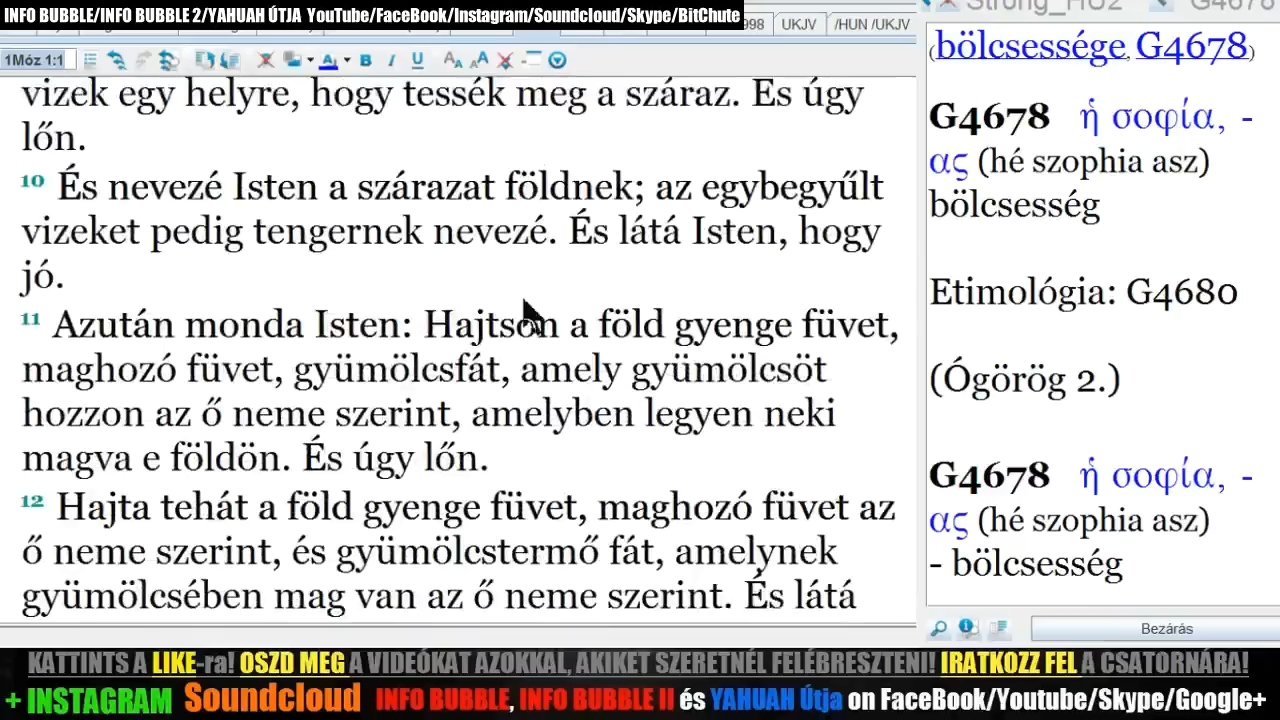 INFO BUBBLE/INFO BUBBLE 2/YAHUAH ÚTJA YouTube/FaceBook/Instagram/Soundcloud/Skype/BitChute
998 UKJV /HUN /UKJV
1Móz 1:1
vizek egy helyre, hogy tessék meg a száraz. És úgy
lőn.
10 És nevezé Isten a szárazat földnek; az egybegyűlt
vizeket pedig tengernek nevezé. És látá Isten, hogy
jó.
11 Azután monda Isten: Hajtson a föld gyenge füvet,
maghozó füvet, gyümölcsfát, amely gyümölcsöt
hozzon az ő neme szerint, amelyben legyen neki
magva e földön. És úgy lőn.
12 Hajta tehát a föld gyenge füvet, maghozó füvet az
ő neme szerint, és gyümölcstermő fát, amelynek
gyümölcsében mag van az ő neme szerint. És látá
Strong_HU2 G4678
(bölcsessége, G4678)
G4678 ἡ σοφία, -
ας (hé szophia asz)
bölcsesség
Etimológia: G4680
(Ógörög 2.)
G4678 ἡ σοφία, -
ας (hé szophia asz)
- bölcsesség
Bezárás
KATTINTS A LIKE-ra! OSZD MEG A VIDEÓKAT AZOKKAL, AKIKET SZERETNÉL FELÉBRESZTENI! IRATKOZZ FEL A CSATORNÁRA!
+ INSTAGRAM Soundcloud INFO BUBBLE, INFO BUBBLE II és YAHUAH Útja on FaceBook/Youtube/Skype/Google+